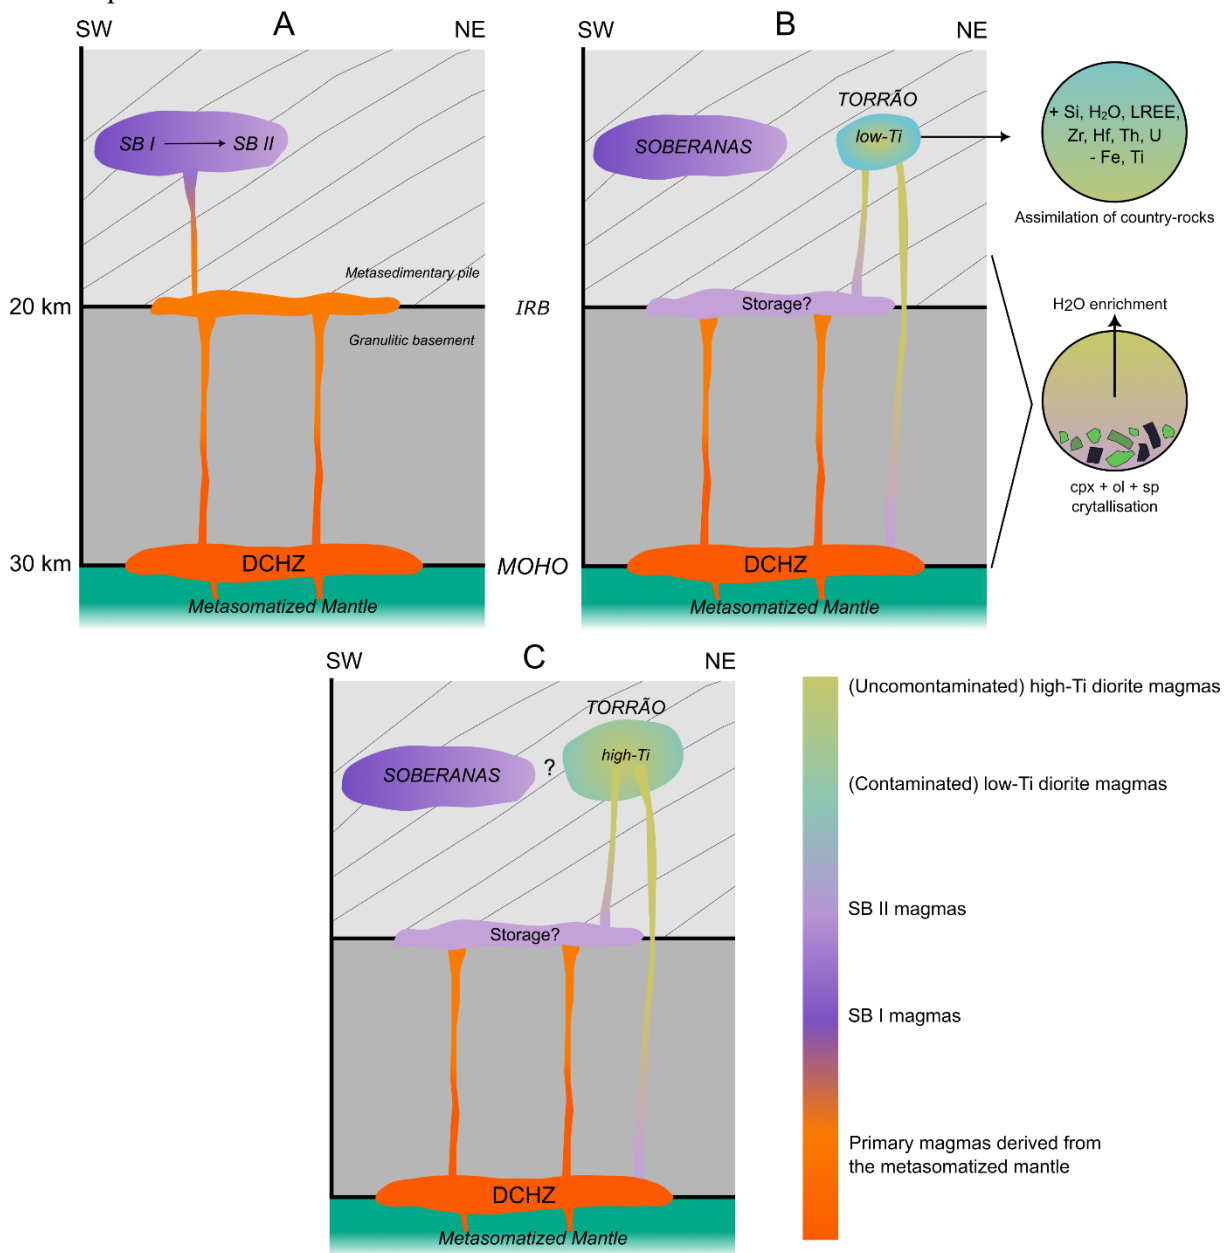 SW
A
NE
SB I
SB II
Metasedimentary pile
20 km
IRB
Granulitic basement
DCHZ
30 km
MOHO
Metasomatized Mantle
SW
B
NE
TORRÃO
SOBERANAS
low-Ti
Storage?
DCHZ
Metasomatized Mantle
+ Si, H₂O, LREE,
Zr, Hf, Th, U
- Fe, Ti
Assimilation of country-rocks
H2O enrichment
cpx + ol + sp
crytallisation
SW
C
NE
TORRÃO
high-Ti
SOBERANAS
?
Storage?
DCHZ
Metasomatized Mantle
(Uncomontaminated) high-Ti diorite magmas
(Contaminated) low-Ti diorite magmas
SB II magmas
SB I magmas
Primary magmas derived from
the metasomatized mantle